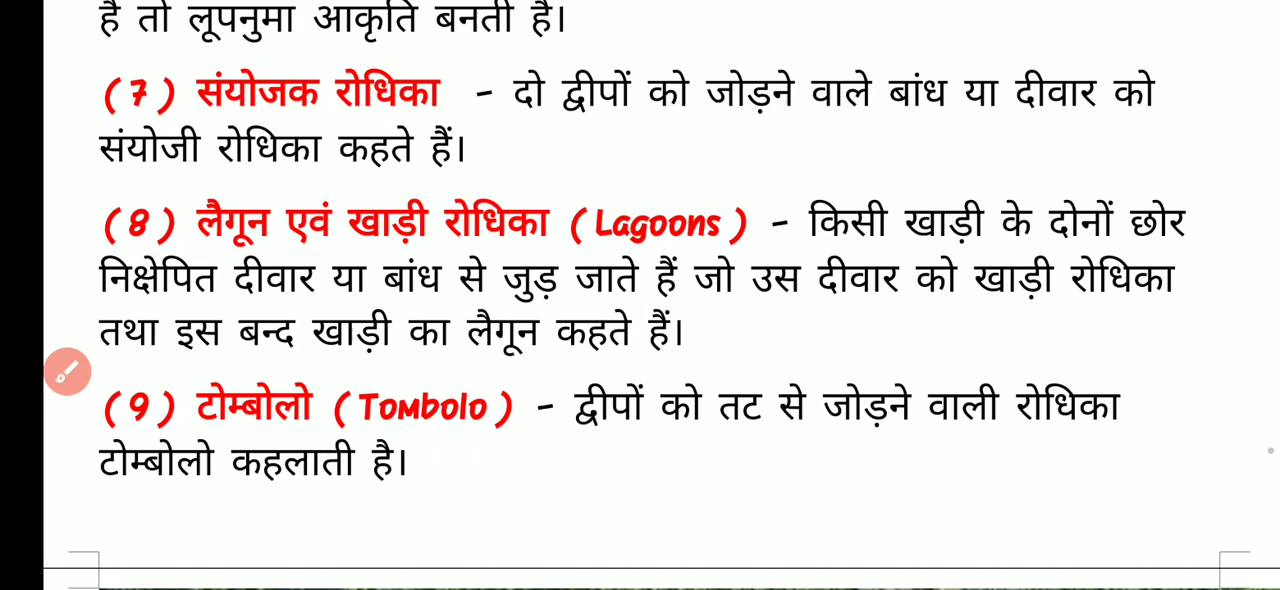 है तो लूपनुमा आकृति बनती है।
(7) संयोजक रोधिका - दो द्वीपों को जोड़ने वाले बांध या दीवार को
संयोजी रोधिका कहते हैं।
(8) लैगून एवं खाड़ी रोधिका (Lagoons) - किसी खाड़ी के दोनों छोर
निक्षेपित दीवार या बांध से जुड़ जाते हैं जो उस दीवार को खाड़ी रोधिका
तथा इस बन्द खाड़ी का लैगून कहते हैं।
(9) टोम्बोलो (Tombolo) - द्वीपों को तट से जोड़ने वाली रोधिका
टोम्बोलो कहलाती है।